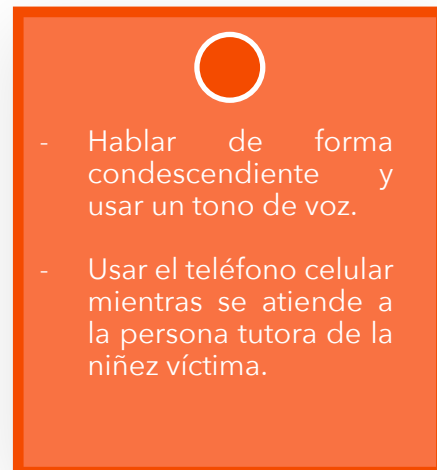 - Hablar de forma
condescendiente y
usar un tono de voz.
- Usar el teléfono celular
mientras se atiende a
la persona tutora de la
niñez víctima.